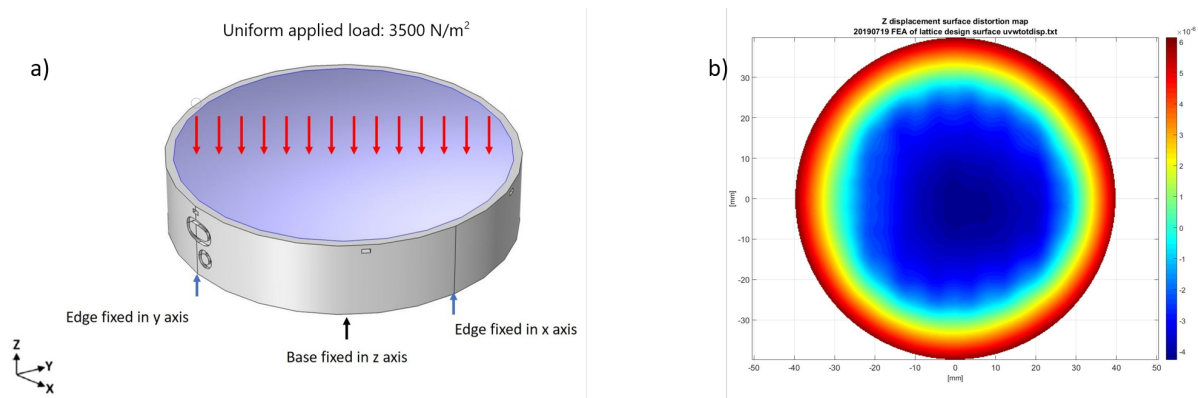 Uniform applied load: 3500 N/m²
a)
Edge fixed in y axis
Base fixed in z axis
Edge fixed in x axis
Z
Y
X
b)
Z displacement surface distortion map
20190719 FEA of lattice design surface uvwtotdisp.txt
×10⁻⁶
6
5
4
3
2
1
0
-1
-2
-3
-4
[mm]
30
20
10
0
-10
-20
-30
-50 -40 -30 -20 -10 0 10 20 30 40 50
[mm]